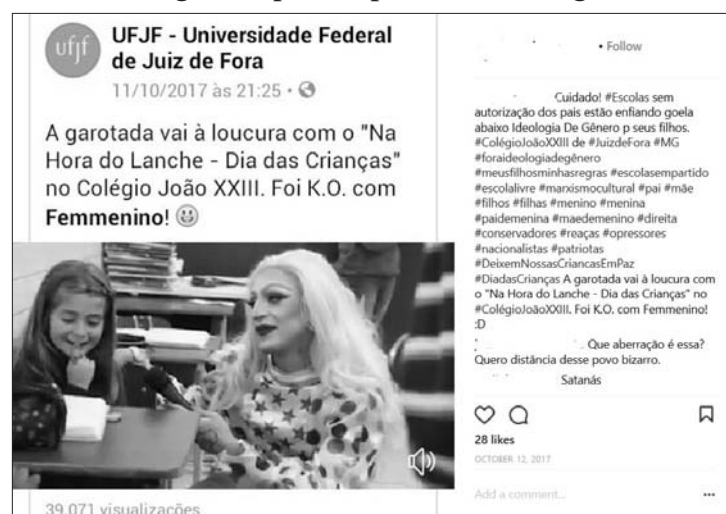 ufjf
UFJF - Universidade Federal
de Juiz de Fora
11/10/2017 às 21:25 •
A garotada vai à loucura com o "Na
Hora do Lanche - Dia das Crianças"
no Colégio João XXIII. Foi K.O. com
Femmenino!
39.071 visualizações
• Follow
Cuidado! #Escolas sem
autorização dos pais estão enfiando goela
abaixo Ideologia De Gênero p seus filhos.
#ColégioJoãoXXIII de #JuizdeFora #MG
#foraideologiadegênero
#meusfilhosminhasregras #escolasempartido
#escolalivre #marxismocultural #pai #mãe
#filhos #filhas #menino #menina
#paidemenina #maedemenino #direita
#conservadores #reaças #opressores
#nacionalistas #patriotas
#DeixemNossasCriancasEmPaz
#DiadasCrianças A garotada vai à loucura com
o "Na Hora do Lanche - Dia das Crianças" no
#ColégioJoãoXXIII. Foi K.O. com Femmenino!
:D
Que aberração é essa?
Quero distância desse povo bizarro.
Satanás
28 likes
OCTOBER 12, 2017
Add a comment...